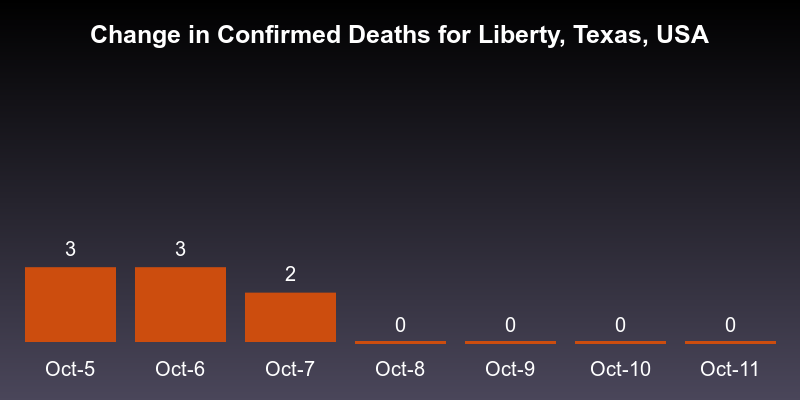 Change in Confirmed Deaths for Liberty, Texas, USA
3 3 2 0 0 0 0
Oct-5 Oct-6 Oct-7 Oct-8 Oct-9 Oct-10 Oct-11